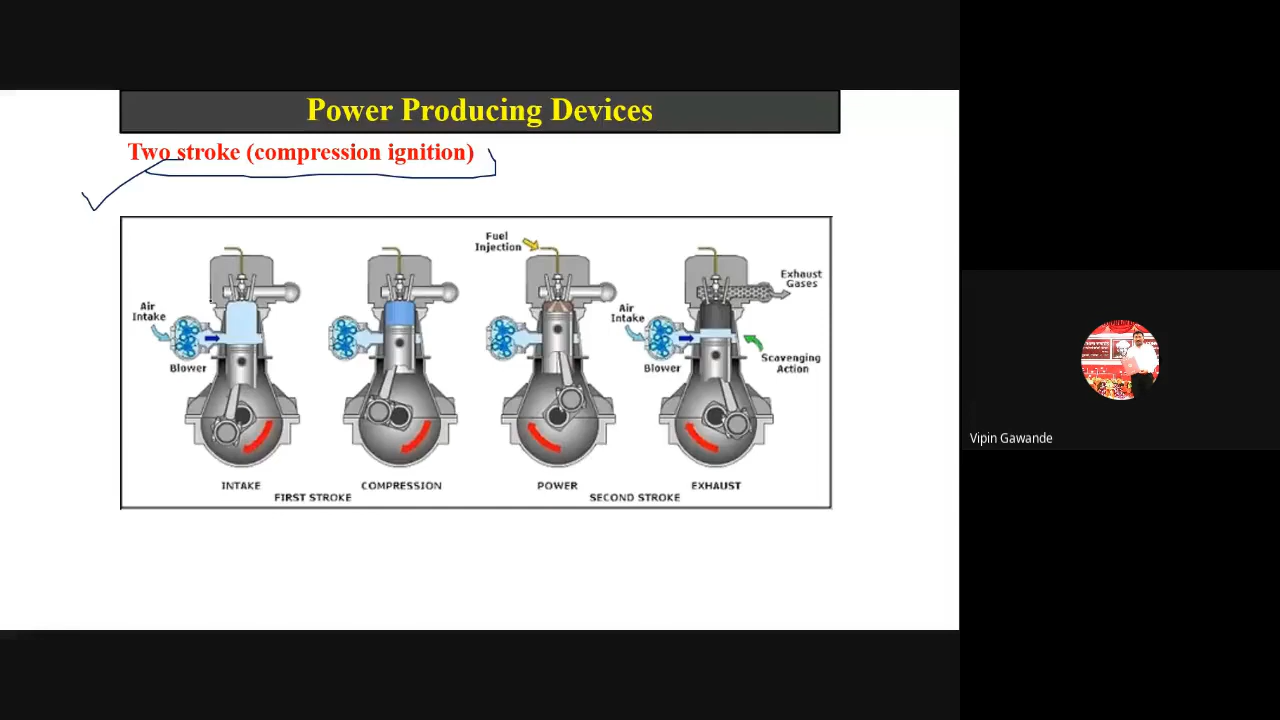 Power Producing Devices
Two stroke (compression ignition)
Fuel
Injection
Exhaust
Gases
Air
Intake
Air
Intake
Blower
Blower
Scavenging
Action
INTAKE
COMPRESSION
POWER
EXHAUST
FIRST STROKE
SECOND STROKE
Vipin Gawande